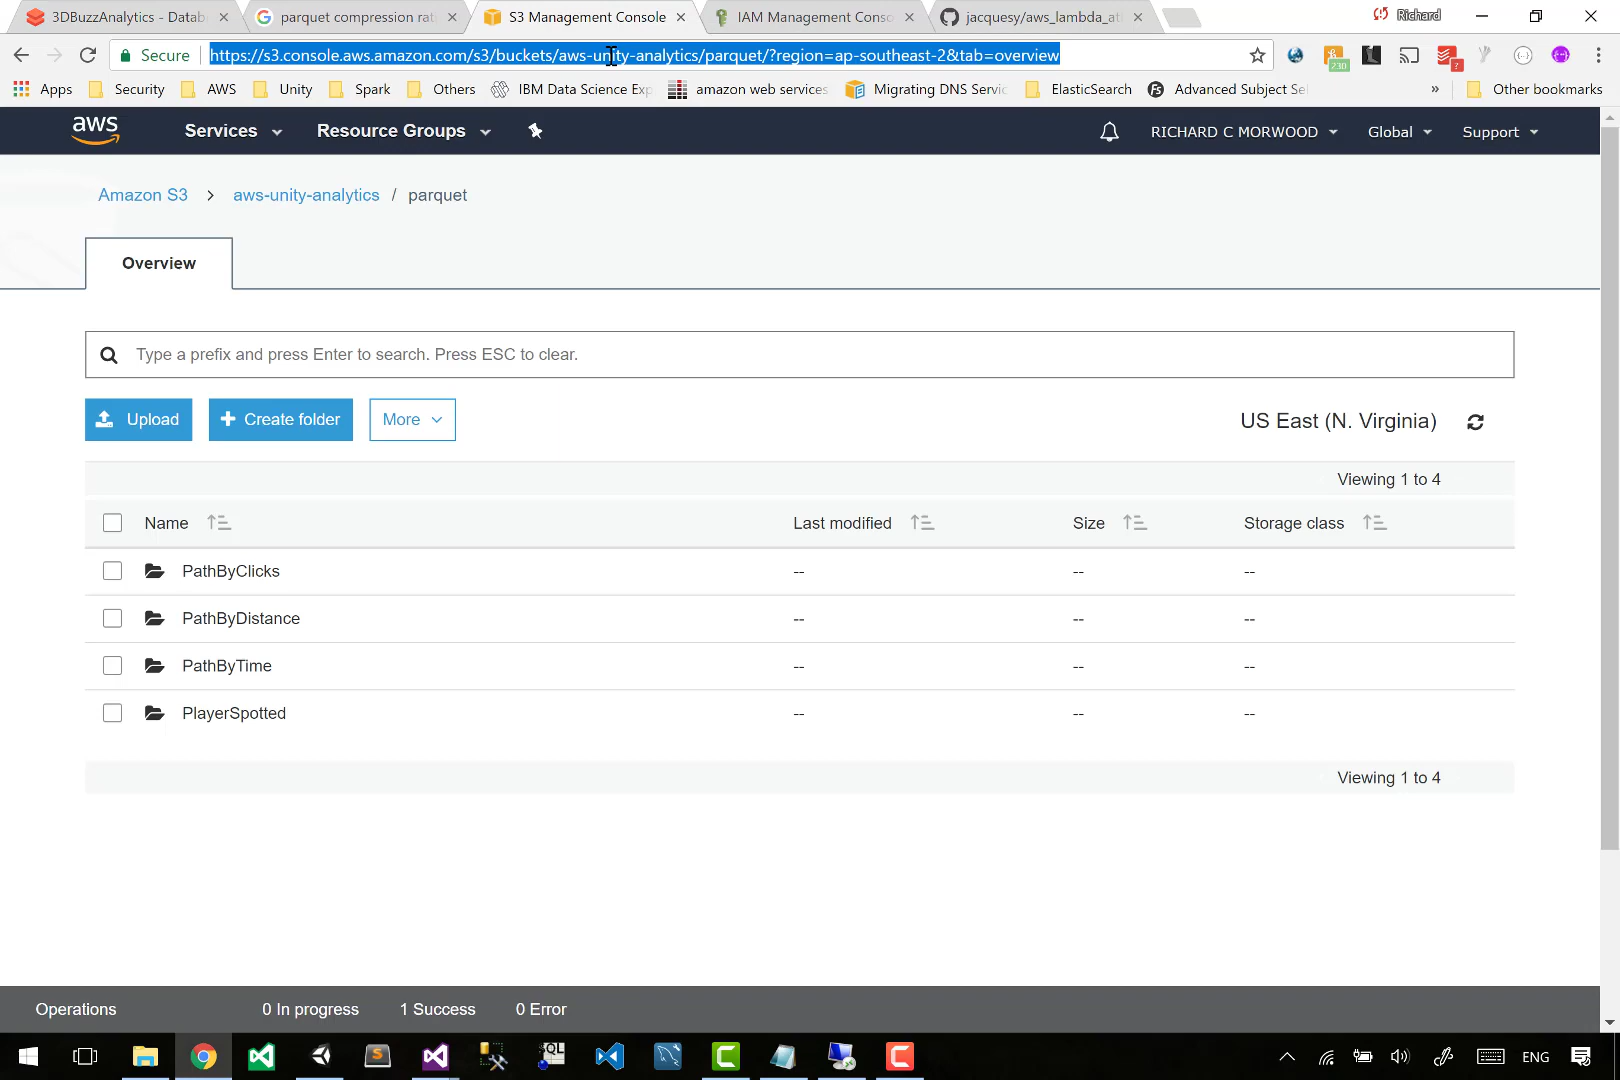 3DBuzzAnalytics - Datab
parquet compression rat
S3 Management Console
IAM Management Cons
jacquesy/aws_lambda_at
Richard
Secure
https://s3.console.aws.amazon.com/s3/buckets/aws-unity-analytics/parquet/?region=ap-southeast-2&tab=overview
230
?
Apps
Security
AWS
Unity
Spark
Others
IBM Data Science Exp
amazon web services
Migrating DNS Servic
ElasticSearch
Advanced Subject Se
»
Other bookmarks
aws
Services
Resource Groups
RICHARD C MORWOOD
Global
Support
Amazon S3 > aws-unity-analytics / parquet
Overview
Type a prefix and press Enter to search. Press ESC to clear.
Upload
+ Create folder
More
US East (N. Virginia)
Viewing 1 to 4
Name
Last modified
Size
Storage class
PathByClicks -- -- --
PathByDistance -- -- --
PathByTime -- -- --
PlayerSpotted -- -- --
Viewing 1 to 4
Operations
0 In progress
1 Success
0 Error
ENG